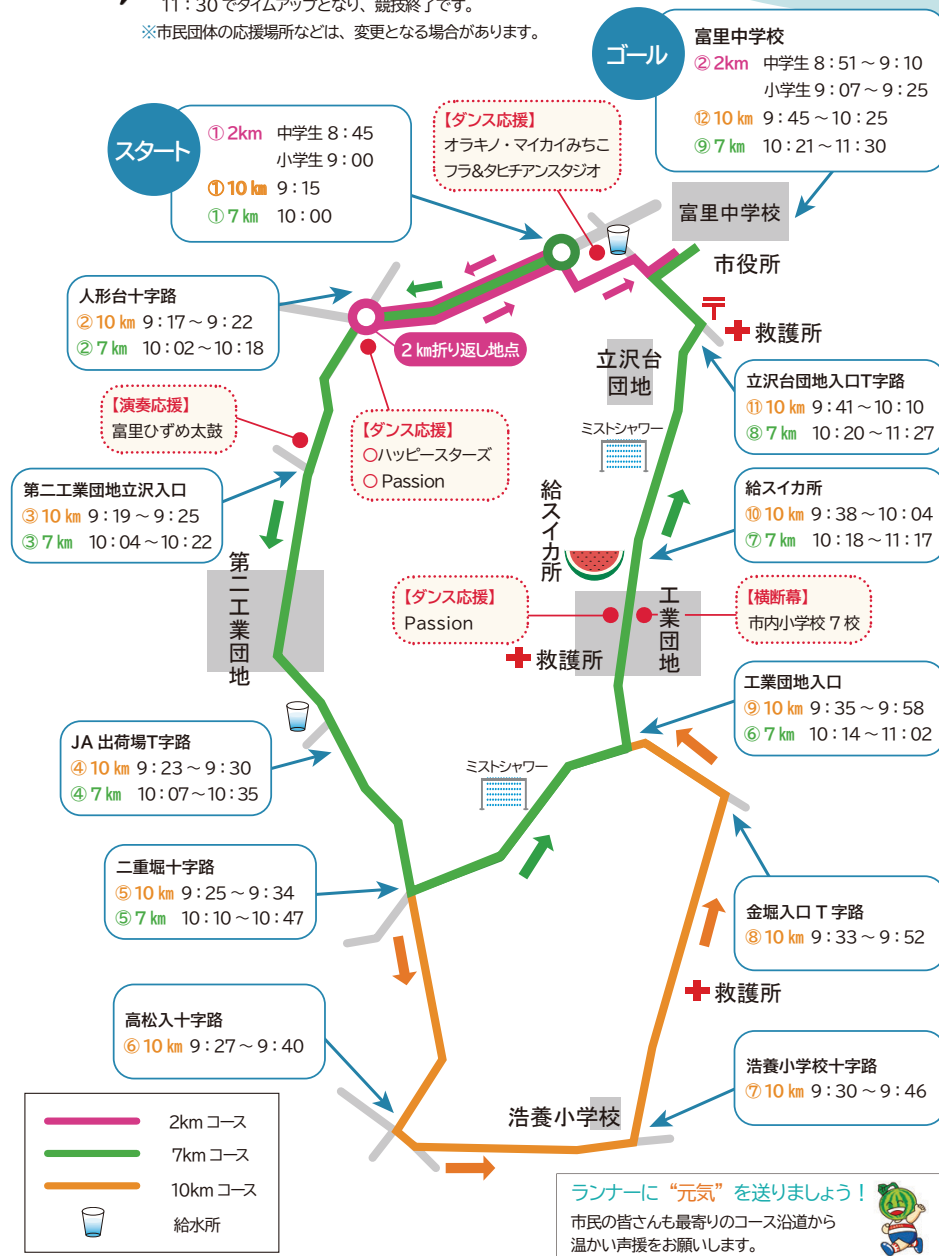 11：30 でタイムアップとなり、競技終了です。
※市民団体の応援場所などは、変更となる場合があります。
ゴール
富里中学校
② 2km 中学生 8：51～9：10
小学生 9：07～9：25
⑫ 10 km 9：45～10：25
⑨ 7 km 10：21～11：30
スタート
① 2km 中学生 8：45
小学生 9：00
① 10 km 9：15
① 7 km 10：00
【ダンス応援】
オラキノ・マイカイみちこ
フラ&タヒチアンスタジオ
富里中学校
市役所
人形台十字路
② 10 km 9：17～9：22
② 7 km 10：02～10：18
2 km折り返し地点
救護所
立沢台
団地
立沢台団地入口T字路
⑪ 10 km 9：41～10：10
⑧ 7 km 10：20～11：27
【演奏応援】
富里ひずめ太鼓
【ダンス応援】
○ハッピースターズ
○ Passion
ミストシャワー
第二工業団地立沢入口
③ 10 km 9：19～9：25
③ 7 km 10：04～10：22
給スイカ所
給スイカ所
⑩ 10 km 9：38～10：04
⑦ 7 km 10：18～11：17
第二工業団地
【ダンス応援】
Passion
工業団地
【横断幕】
市内小学校 7 校
救護所
工業団地入口
⑨ 10 km 9：35～9：58
⑥ 7 km 10：14～11：02
JA 出荷場T字路
④ 10 km 9：23～9：30
④ 7 km 10：07～10：35
ミストシャワー
二重堀十字路
⑤ 10 km 9：25～9：34
⑤ 7 km 10：10～10：47
金堀入口 T 字路
⑧ 10 km 9：33～9：52
救護所
高松入十字路
⑥ 10 km 9：27～9：40
浩養小学校十字路
⑦ 10 km 9：30～9：46
浩養小学校
2km コース
7km コース
10km コース
給水所
ランナーに “元気” を送りましょう！
市民の皆さんも最寄りのコース沿道から
温かい声援をお願いします。